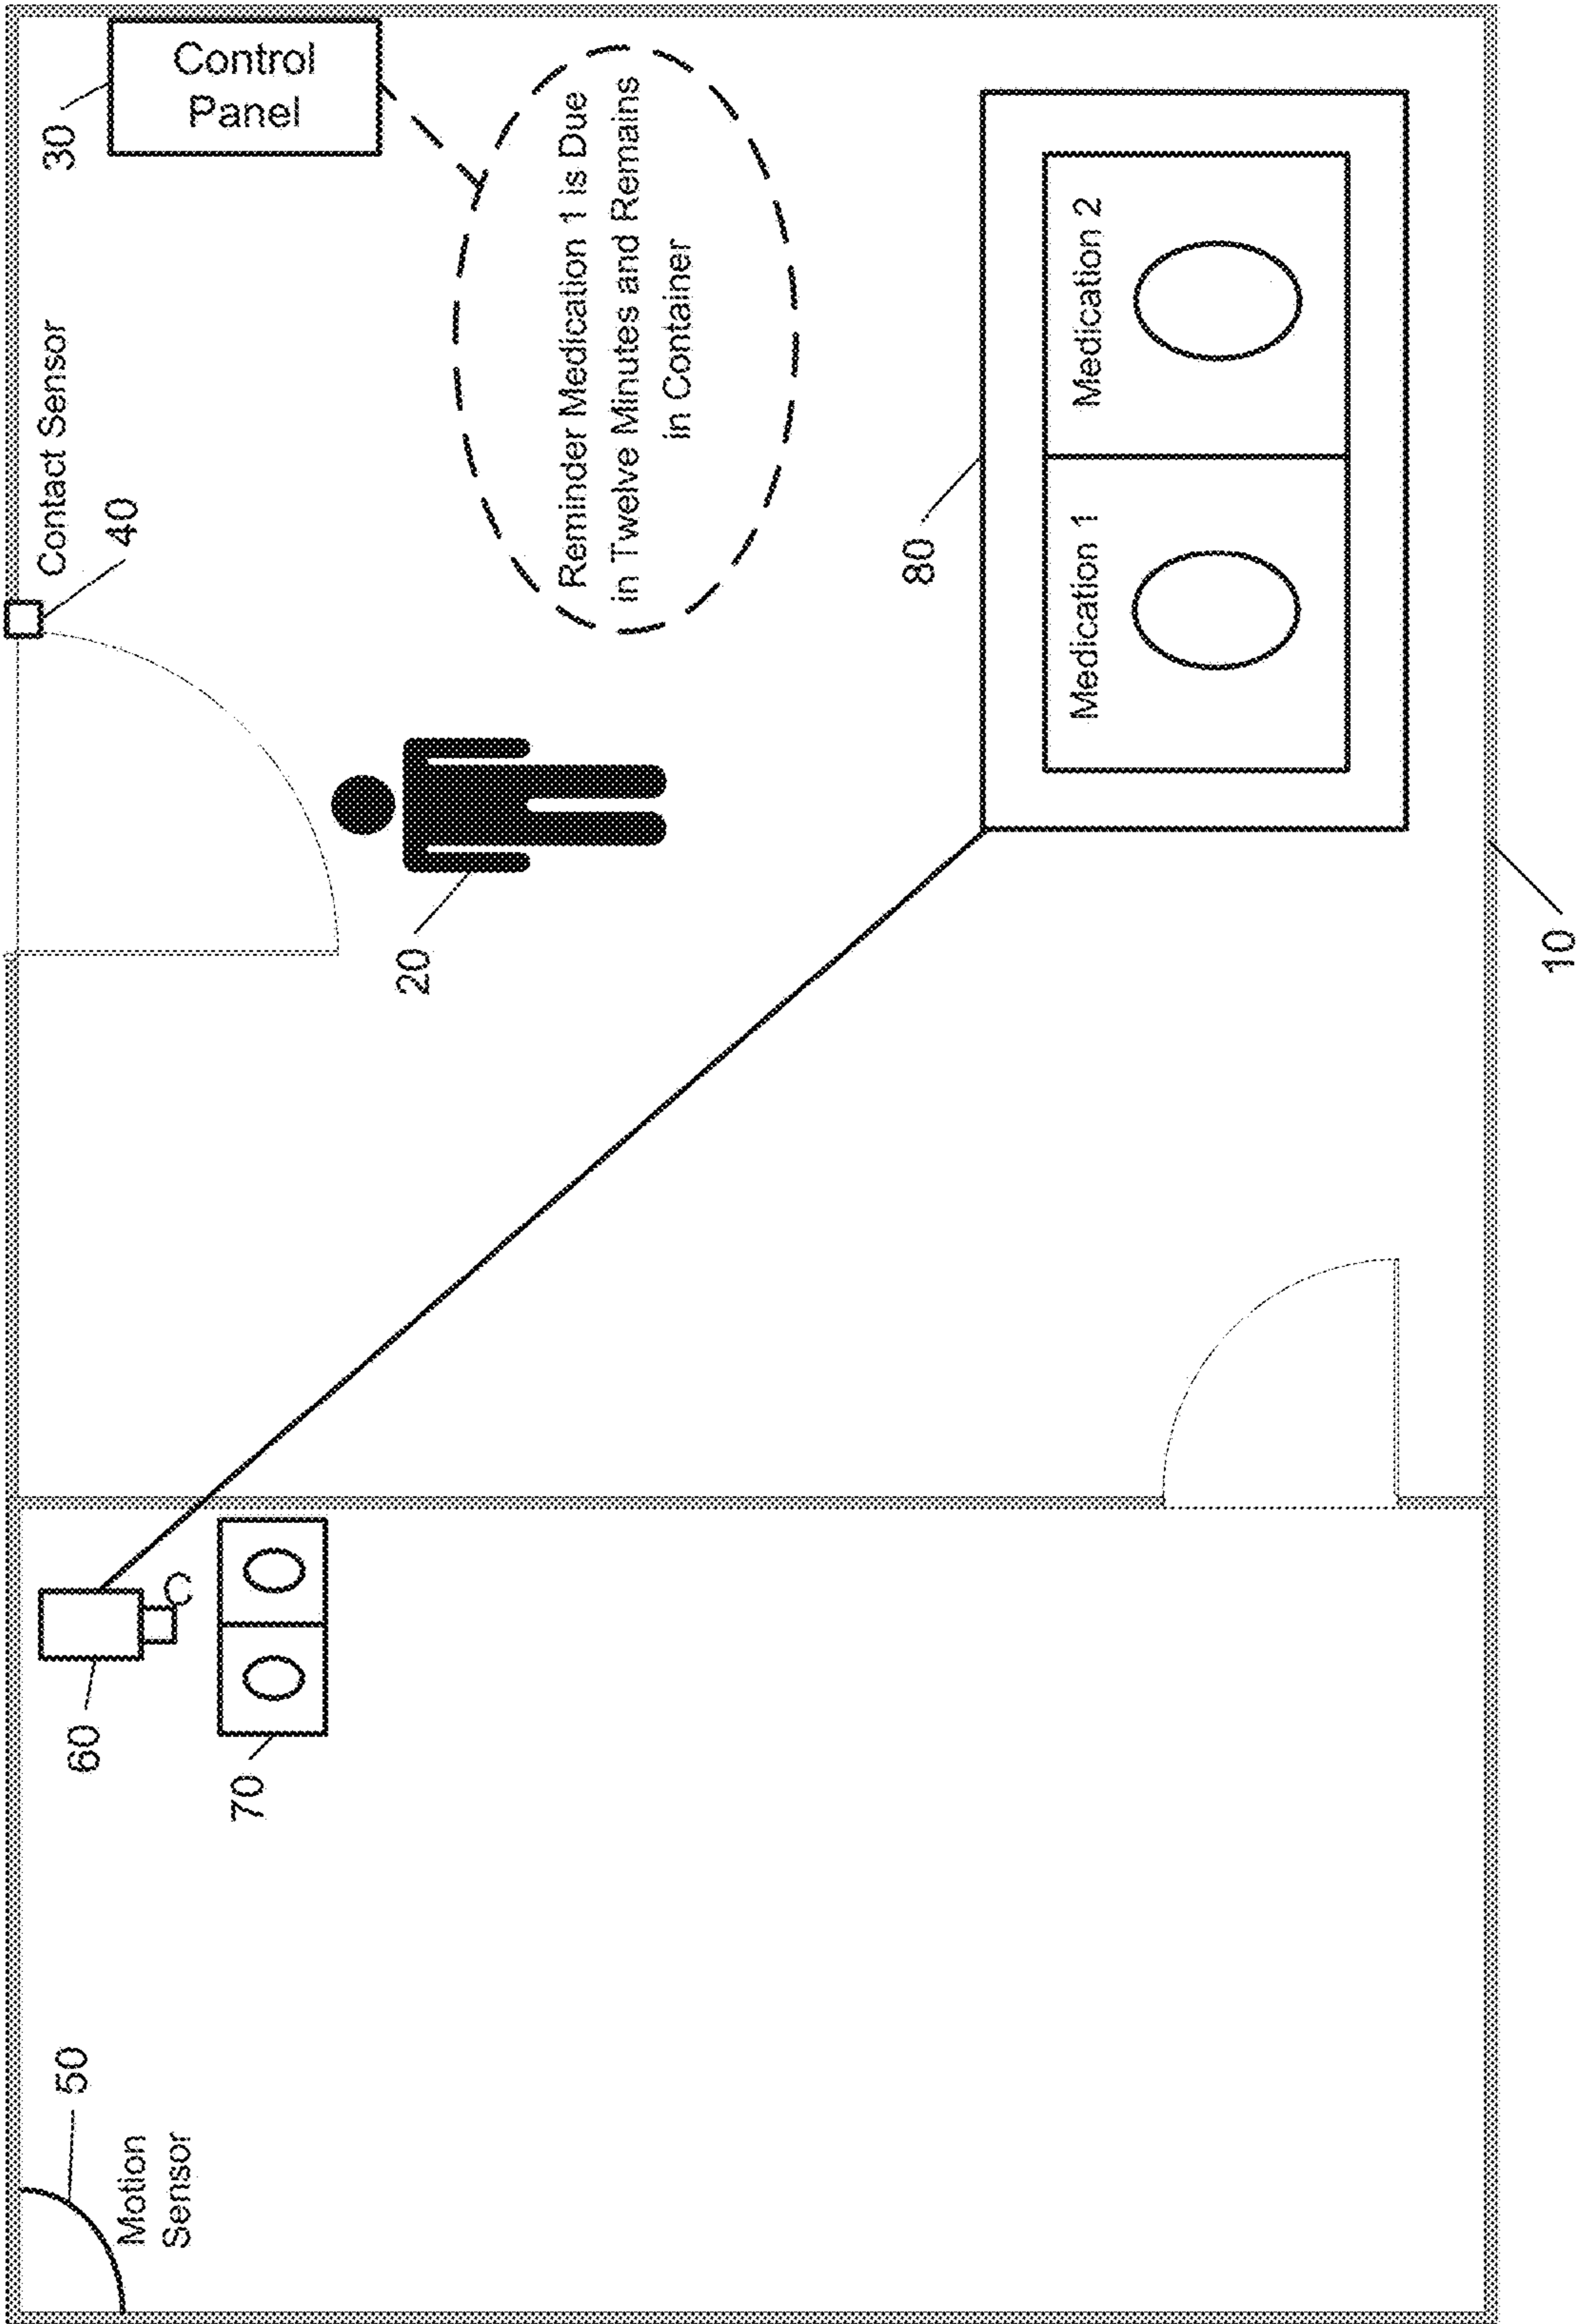 50
Motion
Sensor
60
C
70
20
Contact Sensor
40
30
Control
Panel
Reminder Medication 1 is Due
in Twelve Minutes and Remains
in Container
80
Medication 1
Medication 2
10